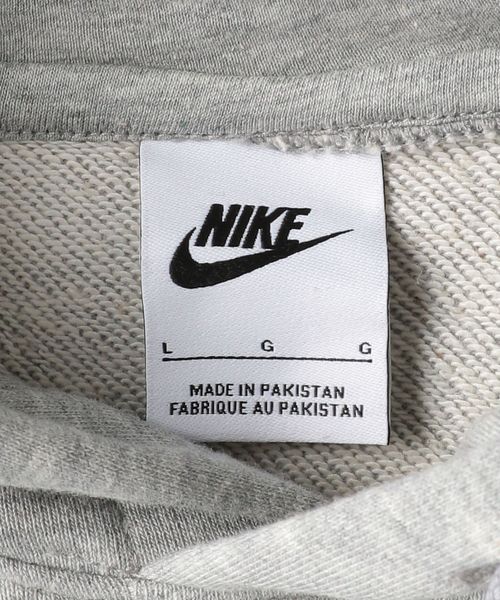 NIKE
L G G
MADE IN PAKISTAN
FABRIQUE AU PAKISTAN